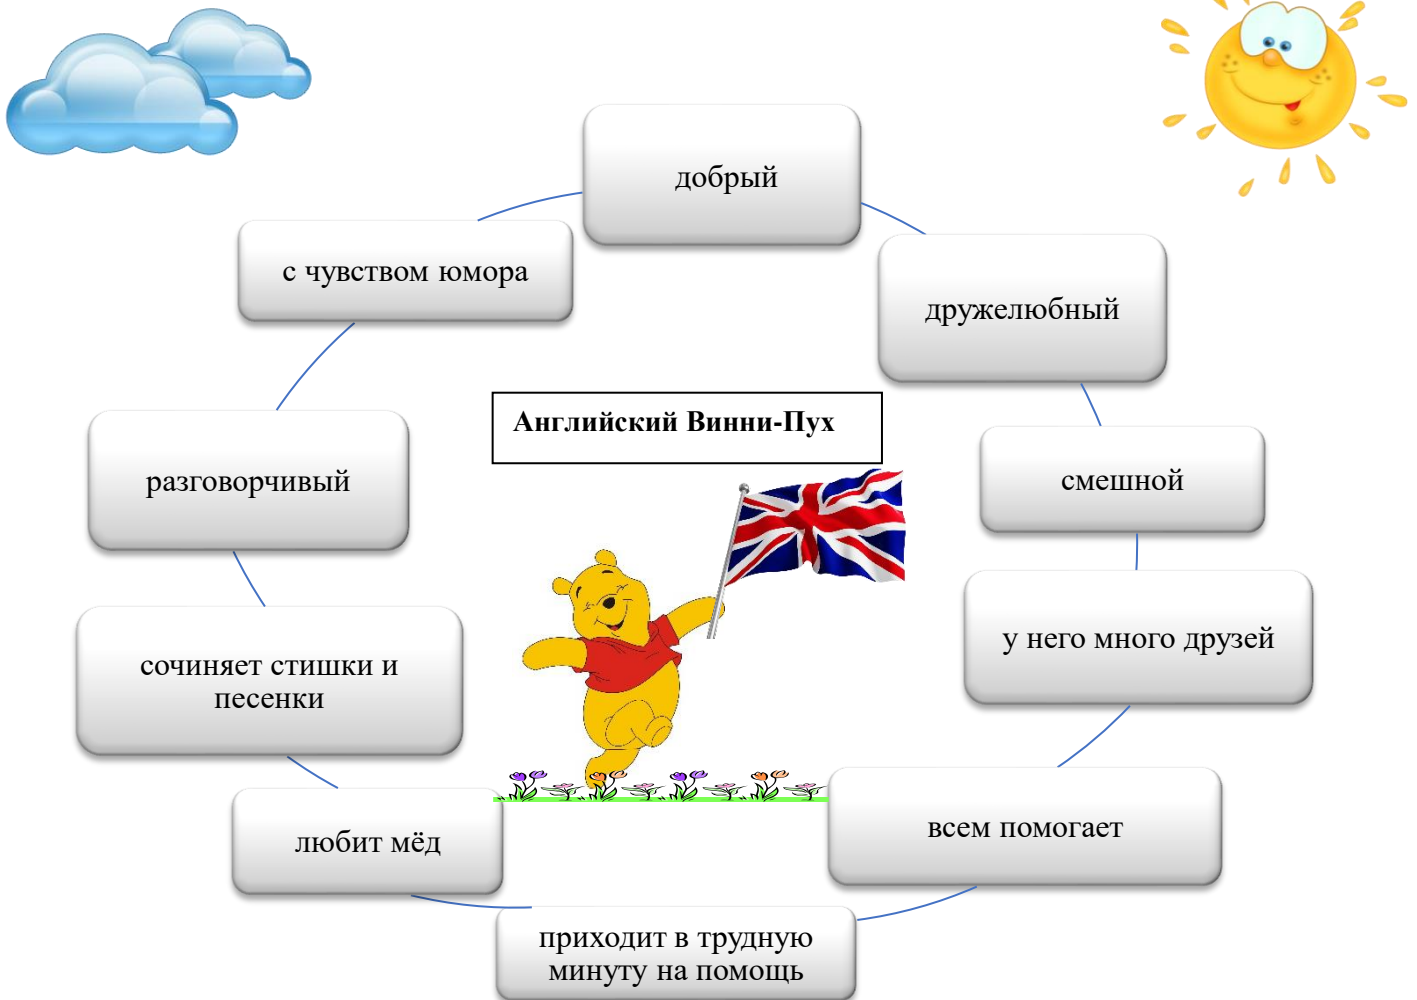 добрый
с чувством юмора
дружелюбный
Английский Винни-Пух
разговорчивый
смешной
у него много друзей
сочиняет стишки и
песенки
всем помогает
любит мёд
приходит в трудную
минуту на помощь